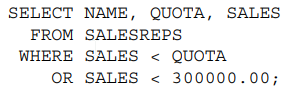 SELECT NAME, QUOTA, SALES
FROM SALESREPS
WHERE SALES < QUOTA
OR SALES < 300000.00;